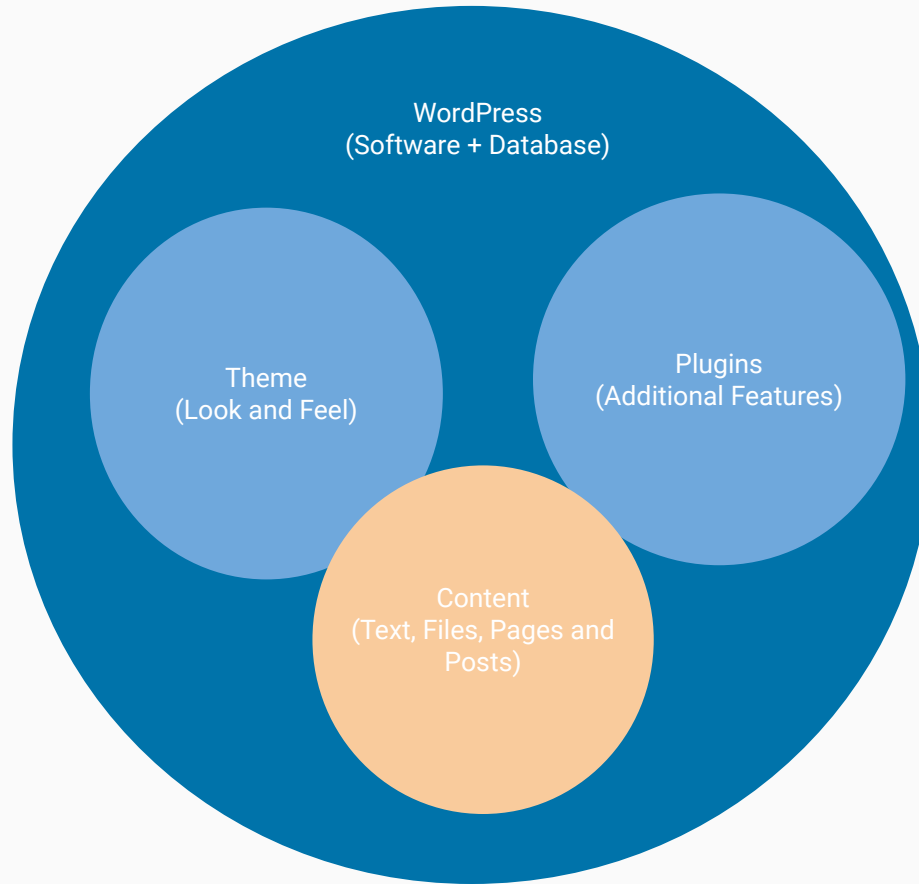 WordPress
(Software + Database)
Theme
(Look and Feel)
Plugins
(Additional Features)
Content
(Text, Files, Pages and
Posts)